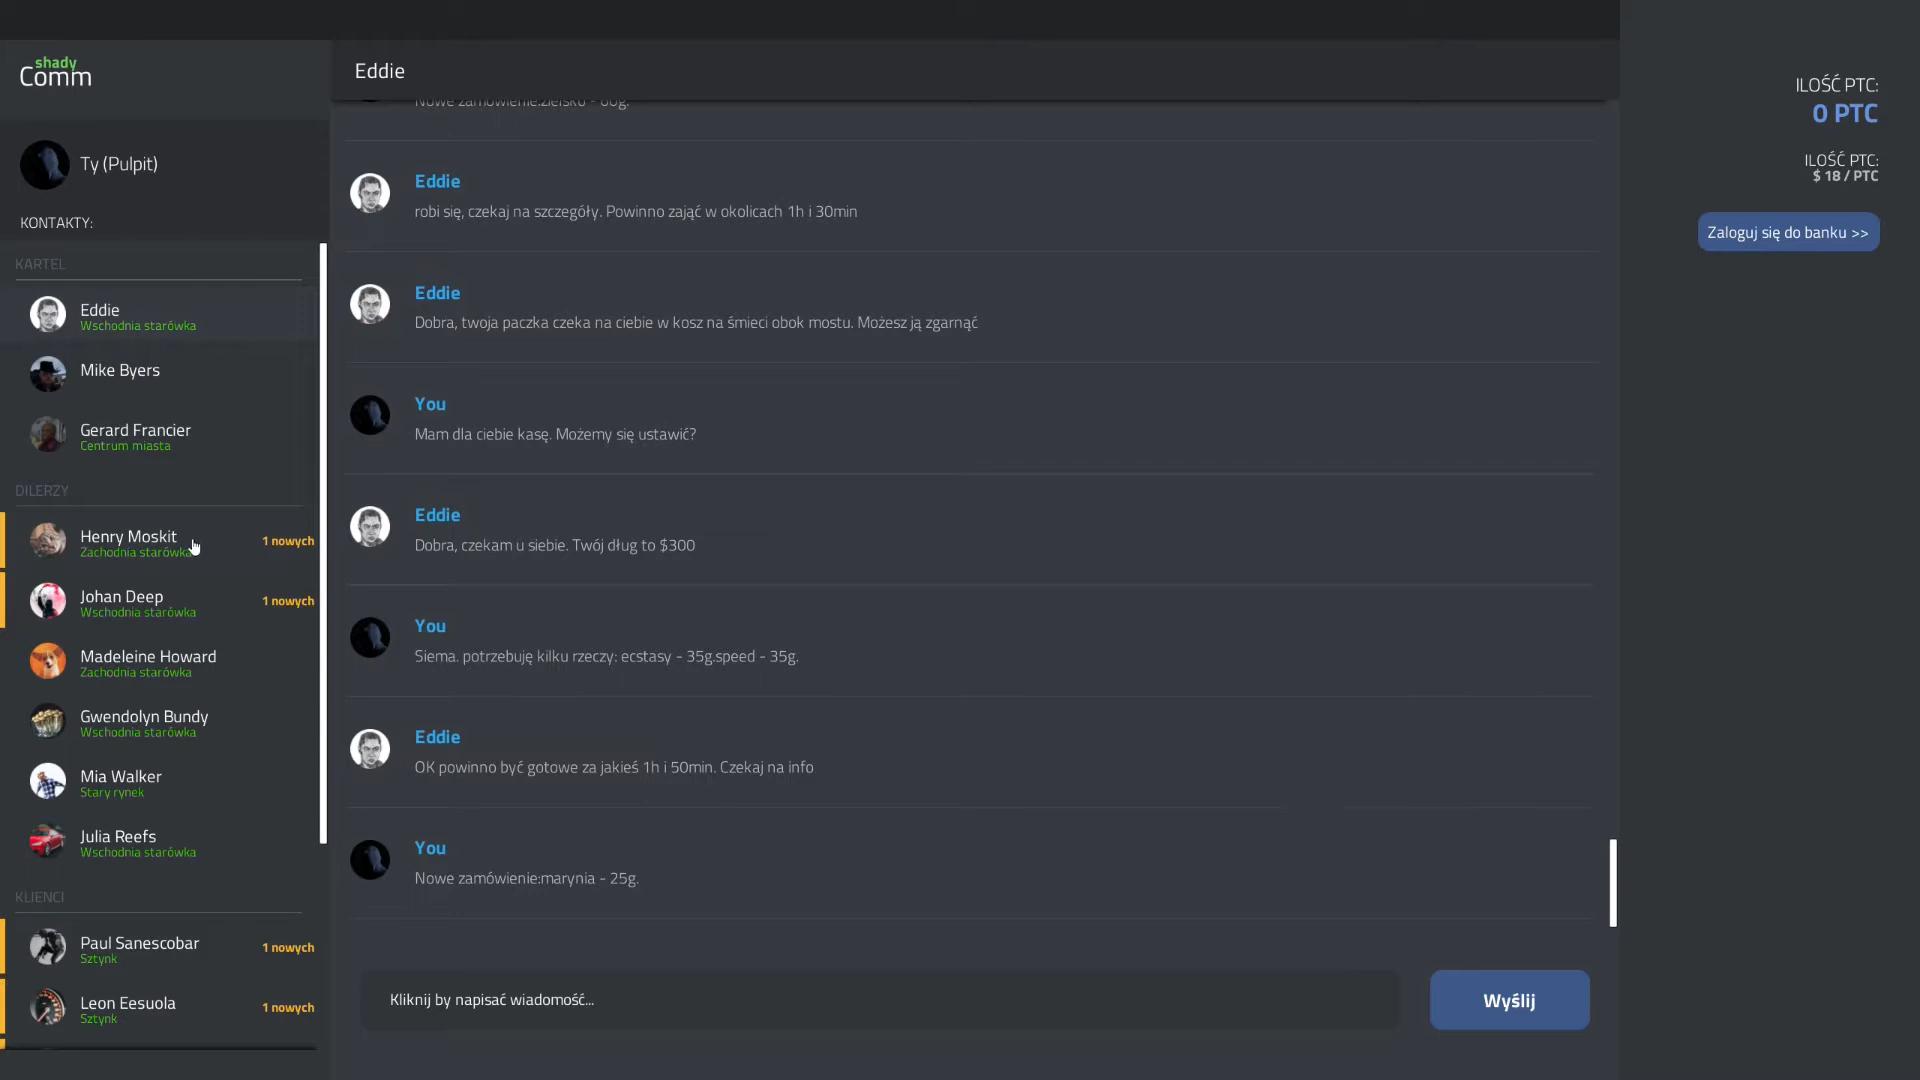 shady
Comm
Ty (Pulpit)
KONTAKTY:
KARTEL
Eddie
Wschodnia starówka
Mike Byers
Gerard Francier
Centrum miasta
DILERZY
Henry Moskit
Zachodnia starówka
1 nowych
Johan Deep
Wschodnia starówka
1 nowych
Madeleine Howard
Zachodnia starówka
Gwendolyn Bundy
Wschodnia starówka
Mia Walker
Stary rynek
Julia Reefs
Wschodnia starówka
KLIENCI
Paul Sanescobar
Sztynk
1 nowych
Leon Eesuola
Sztynk
1 nowych
Eddie
Nowe zamówienie:zielsko - 60g.
Eddie
robi się, czekaj na szczegóły. Powinno zająć w okolicach 1h i 30min
Eddie
Dobra, twoja paczka czeka na ciebie w kosz na śmieci obok mostu. Możesz ją zgarnąć
You
Mam dla ciebie kasę. Możemy się ustawić?
Eddie
Dobra, czekam u siebie. Twój dług to $300
You
Siema. potrzebuję kilku rzeczy: ecstasy - 35g.speed - 35g.
Eddie
OK powinno być gotowe za jakieś 1h i 50min. Czekaj na info
You
Nowe zamówienie:marynia - 25g.
Kliknij by napisać wiadomość...
Wyślij
ILOŚĆ PTC:
0 PTC
ILOŚĆ PTC:
$ 18 / PTC
Zaloguj się do banku >>